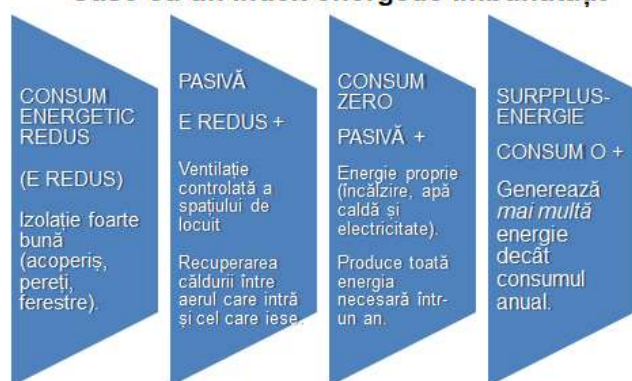 CONSUM
ENERGETIC
REDUS
(E REDUS)
Izolație foarte
bună
(acoperiș,
pereți,
ferestre).
PASIVĂ
E REDUS +
Ventilație
controlată a
spațiului de
locuit
Recuperarea
căldurii între
aerul care intră
și cel care iese.
CONSUM
ZERO
PASIVĂ +
Energie proprie
(încălzire, apă
caldă și
electricitate).
Produce toată
energia
necesară într-
un an.
SURPPLUS-
ENERGIE
CONSUM O +
Generează
mai multă
energie
decât
consumul
anual.